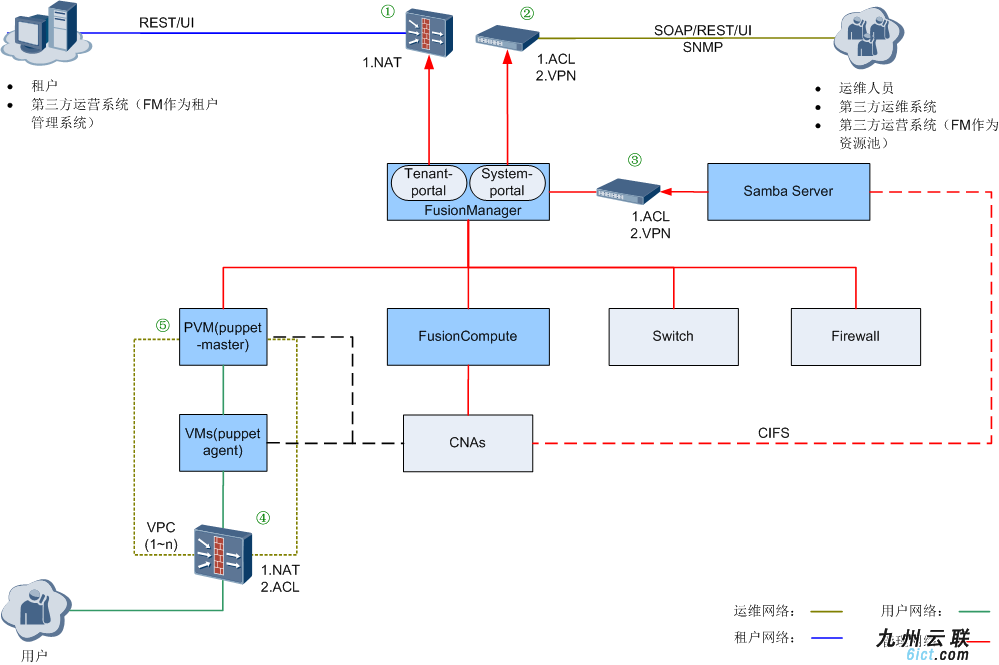 REST/UI
①
1.NAT
②
1.ACL
2.VPN
SOAP/REST/UI
SNMP
• 租户
• 第三方运营系统（FM作为租户
管理系统）
• 运维人员
• 第三方运维系统
• 第三方运营系统（FM作为
资源池）
Tenant-
portal
System-
portal
FusionManager
③
1.ACL
2.VPN
Samba Server
⑤
PVM(puppet
-master)
FusionCompute
Switch
Firewall
VMs(puppet
agent)
CNAs
CIFS
VPC
(1~n)
④
1.NAT
2.ACL
用户
运维网络：
用户网络：
租户网络：
九州云联
6ict.com